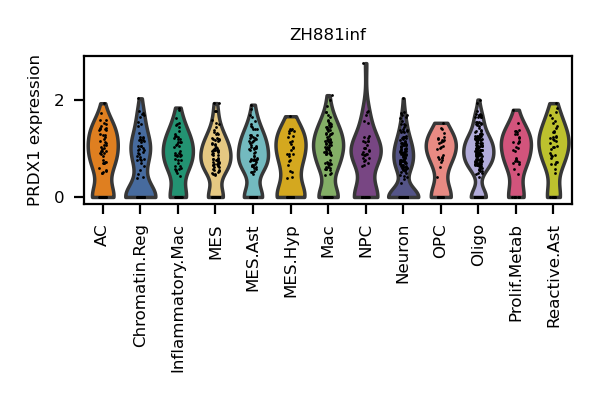 ZH881inf
PRDX1 expression
2
0
AC
Chromatin.Reg
Inflammatory.Mac
MES
MES.Ast
MES.Hyp
Mac
NPC
Neuron
OPC
Oligo
Prolif.Metab
Reactive.Ast